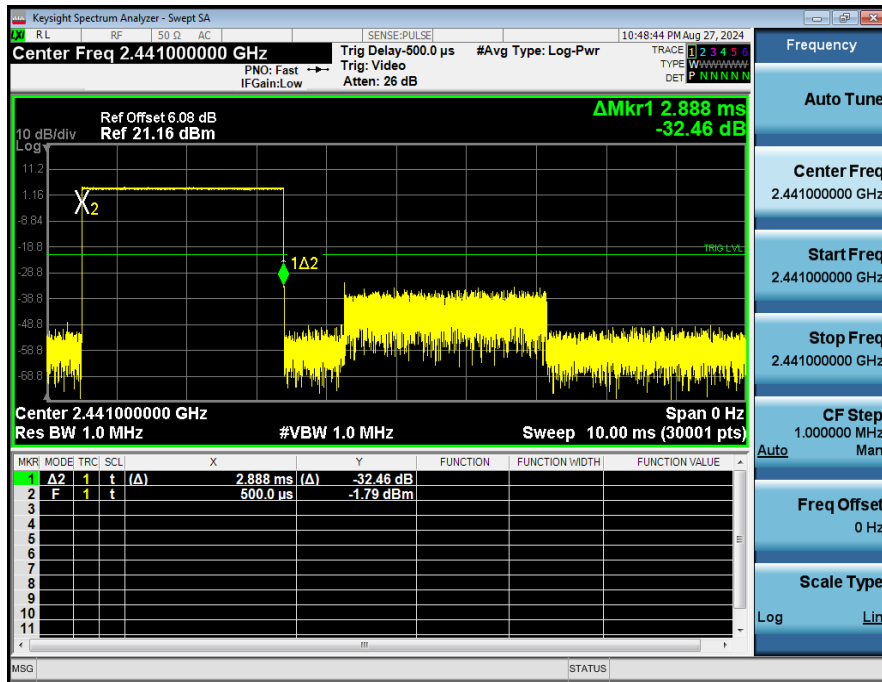 Keysight Spectrum Analyzer - Swept SA
LXI RL RF 50 Ω AC SENSE:PULSE 10:48:44 PM Aug 27, 2024
Center Freq 2.441000000 GHz
PNO: Fast
IFGain:Low
Trig Delay-500.0 µs
Trig: Video
Atten: 26 dB
#Avg Type: Log-Pwr
TRACE 1 2 3 4 5 6
TYPE WWWWWWW
DET P N N N N N
ΔMkr1 2.888 ms
-32.46 dB
Ref Offset 6.08 dB
10 dB/div Ref 21.16 dBm
Log
11.2
1.16
-8.84
-18.8
-28.8
-38.8
-48.8
-58.8
-68.8
X2
1Δ2
TRIG LVL
Center 2.441000000 GHz Span 0 Hz
Res BW 1.0 MHz #VBW 1.0 MHz Sweep 10.00 ms (30001 pts)
MKR MODE TRC SCL X Y FUNCTION FUNCTION WIDTH FUNCTION VALUE
1 Δ2 1 t (Δ) 2.888 ms (Δ) -32.46 dB
2 F 1 t 500.0 µs -1.79 dBm
3
4
5
6
7
8
9
10
11
MSG STATUS
Frequency
Auto Tune
Center Freq
2.441000000 GHz
Start Freq
2.441000000 GHz
Stop Freq
2.441000000 GHz
CF Step
1.000000 MHz
Auto Man
Freq Offset
0 Hz
Scale Type
Log Lin